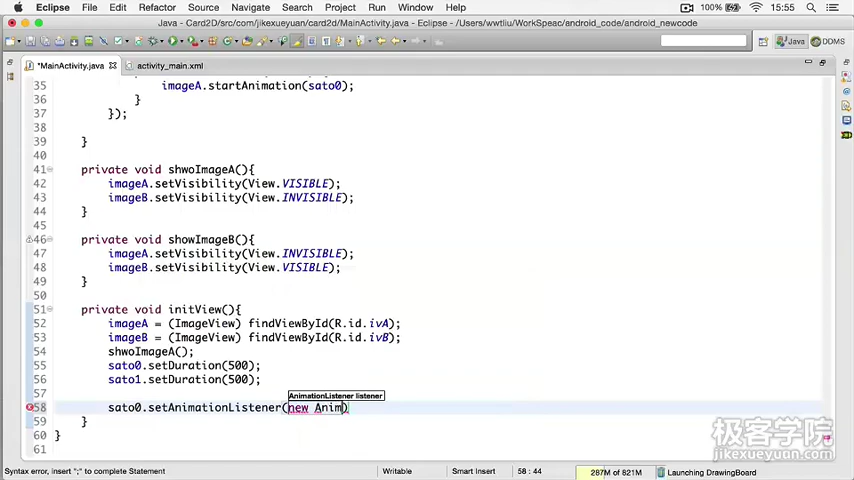 Eclipse File Edit Refactor Source Navigate Search Project Run Window Help 100% 15:55
Java - Card2D/src/com/jikexueyuan/card2d/MainActivity.java - Eclipse - /Users/wwtliu/WorkSpeac/android_code/android_newcode
Java DDMS
*MainActivity.java activity_main.xml
35 imageA.startAnimation(sato0);
36 }
37 });
38
39 }
40
41 private void shwoImageA(){
42 imageA.setVisibility(View.VISIBLE);
43 imageB.setVisibility(View.INVISIBLE);
44 }
45
46 private void showImageB(){
47 imageA.setVisibility(View.INVISIBLE);
48 imageB.setVisibility(View.VISIBLE);
49 }
50
51 private void initView(){
52 imageA = (ImageView) findViewById(R.id.ivA);
53 imageB = (ImageView) findViewById(R.id.ivB);
54 shwoImageA();
55 sato0.setDuration(500);
56 sato1.setDuration(500);
57
AnimationListener listener
58 sato0.setAnimationListener(new Anim)
59 }
60 }
61
极客学院
jikexueyuan.com
Syntax error, insert ";" to complete Statement Writable Smart Insert 58 : 44 287M of 821M Launching DrawingBoard